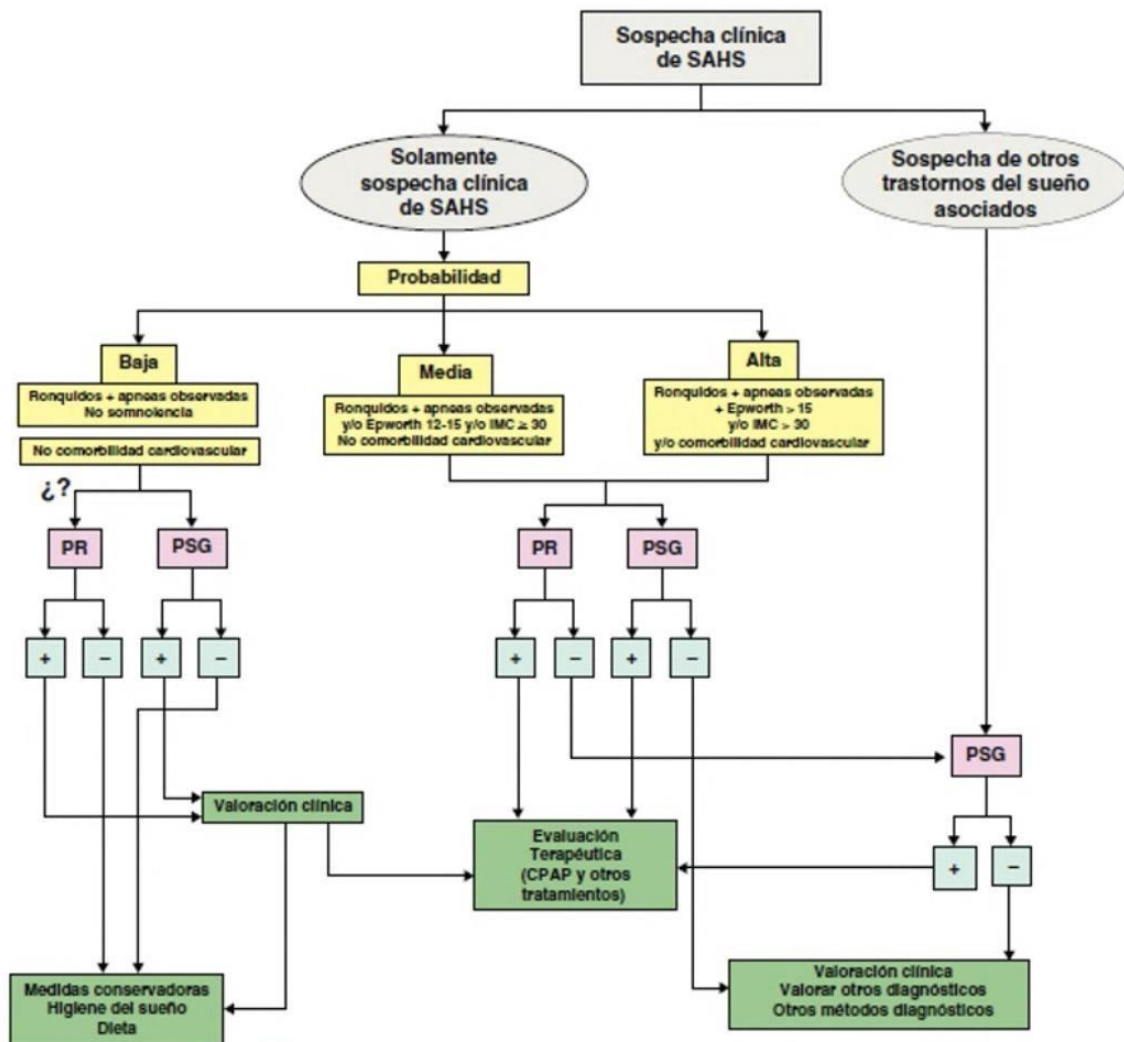 Sospecha clínica
de SAHS
Solamente
sospecha clínica
de SAHS
Sospecha de otros
trastornos del sueño
asociados
Probabilidad
Baja
Ronquidos + apneas observadas
No somnolencia
No comorbilidad cardiovascular
Media
Ronquidos + apneas observadas
y/o Epworth 12-15 y/o IMC ≥ 30
No comorbilidad cardiovascular
Alta
Ronquidos + apneas observadas
+ Epworth > 15
y/o IMC > 30
y/o comorbilidad cardiovascular
¿?
PR
PSG
PR
PSG
+
–
+
–
+
–
+
–
PSG
+
–
Valoración clínica
Evaluación
Terapéutica
(CPAP y otros
tratamientos)
Medidas conservadoras
Higiene del sueño
Dieta
Valoración clínica
Valorar otros diagnósticos
Otros métodos diagnósticos